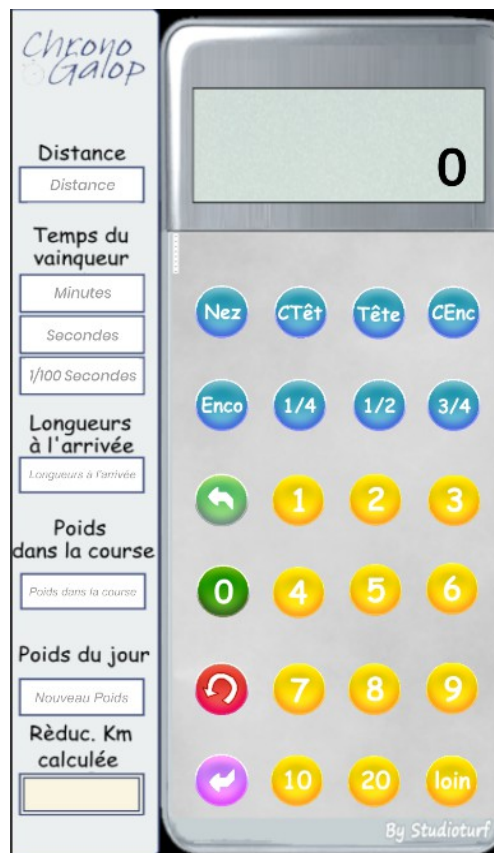 Chrono
Galop
Distance
Distance
Temps du
vainqueur
Minutes
Secondes
1/100 Secondes
Longueurs
à l'arrivée
Longueurs à l'arrivée
Poids
dans la course
Poids dans la course
Poids du jour
Nouveau Poids
Rèduc. Km
calculée
0
Nez CTêt Tête CEnc
Enco 1/4 1/2 3/4
1 2 3
0 4 5 6
7 8 9
10 20 loin
By Studioturf